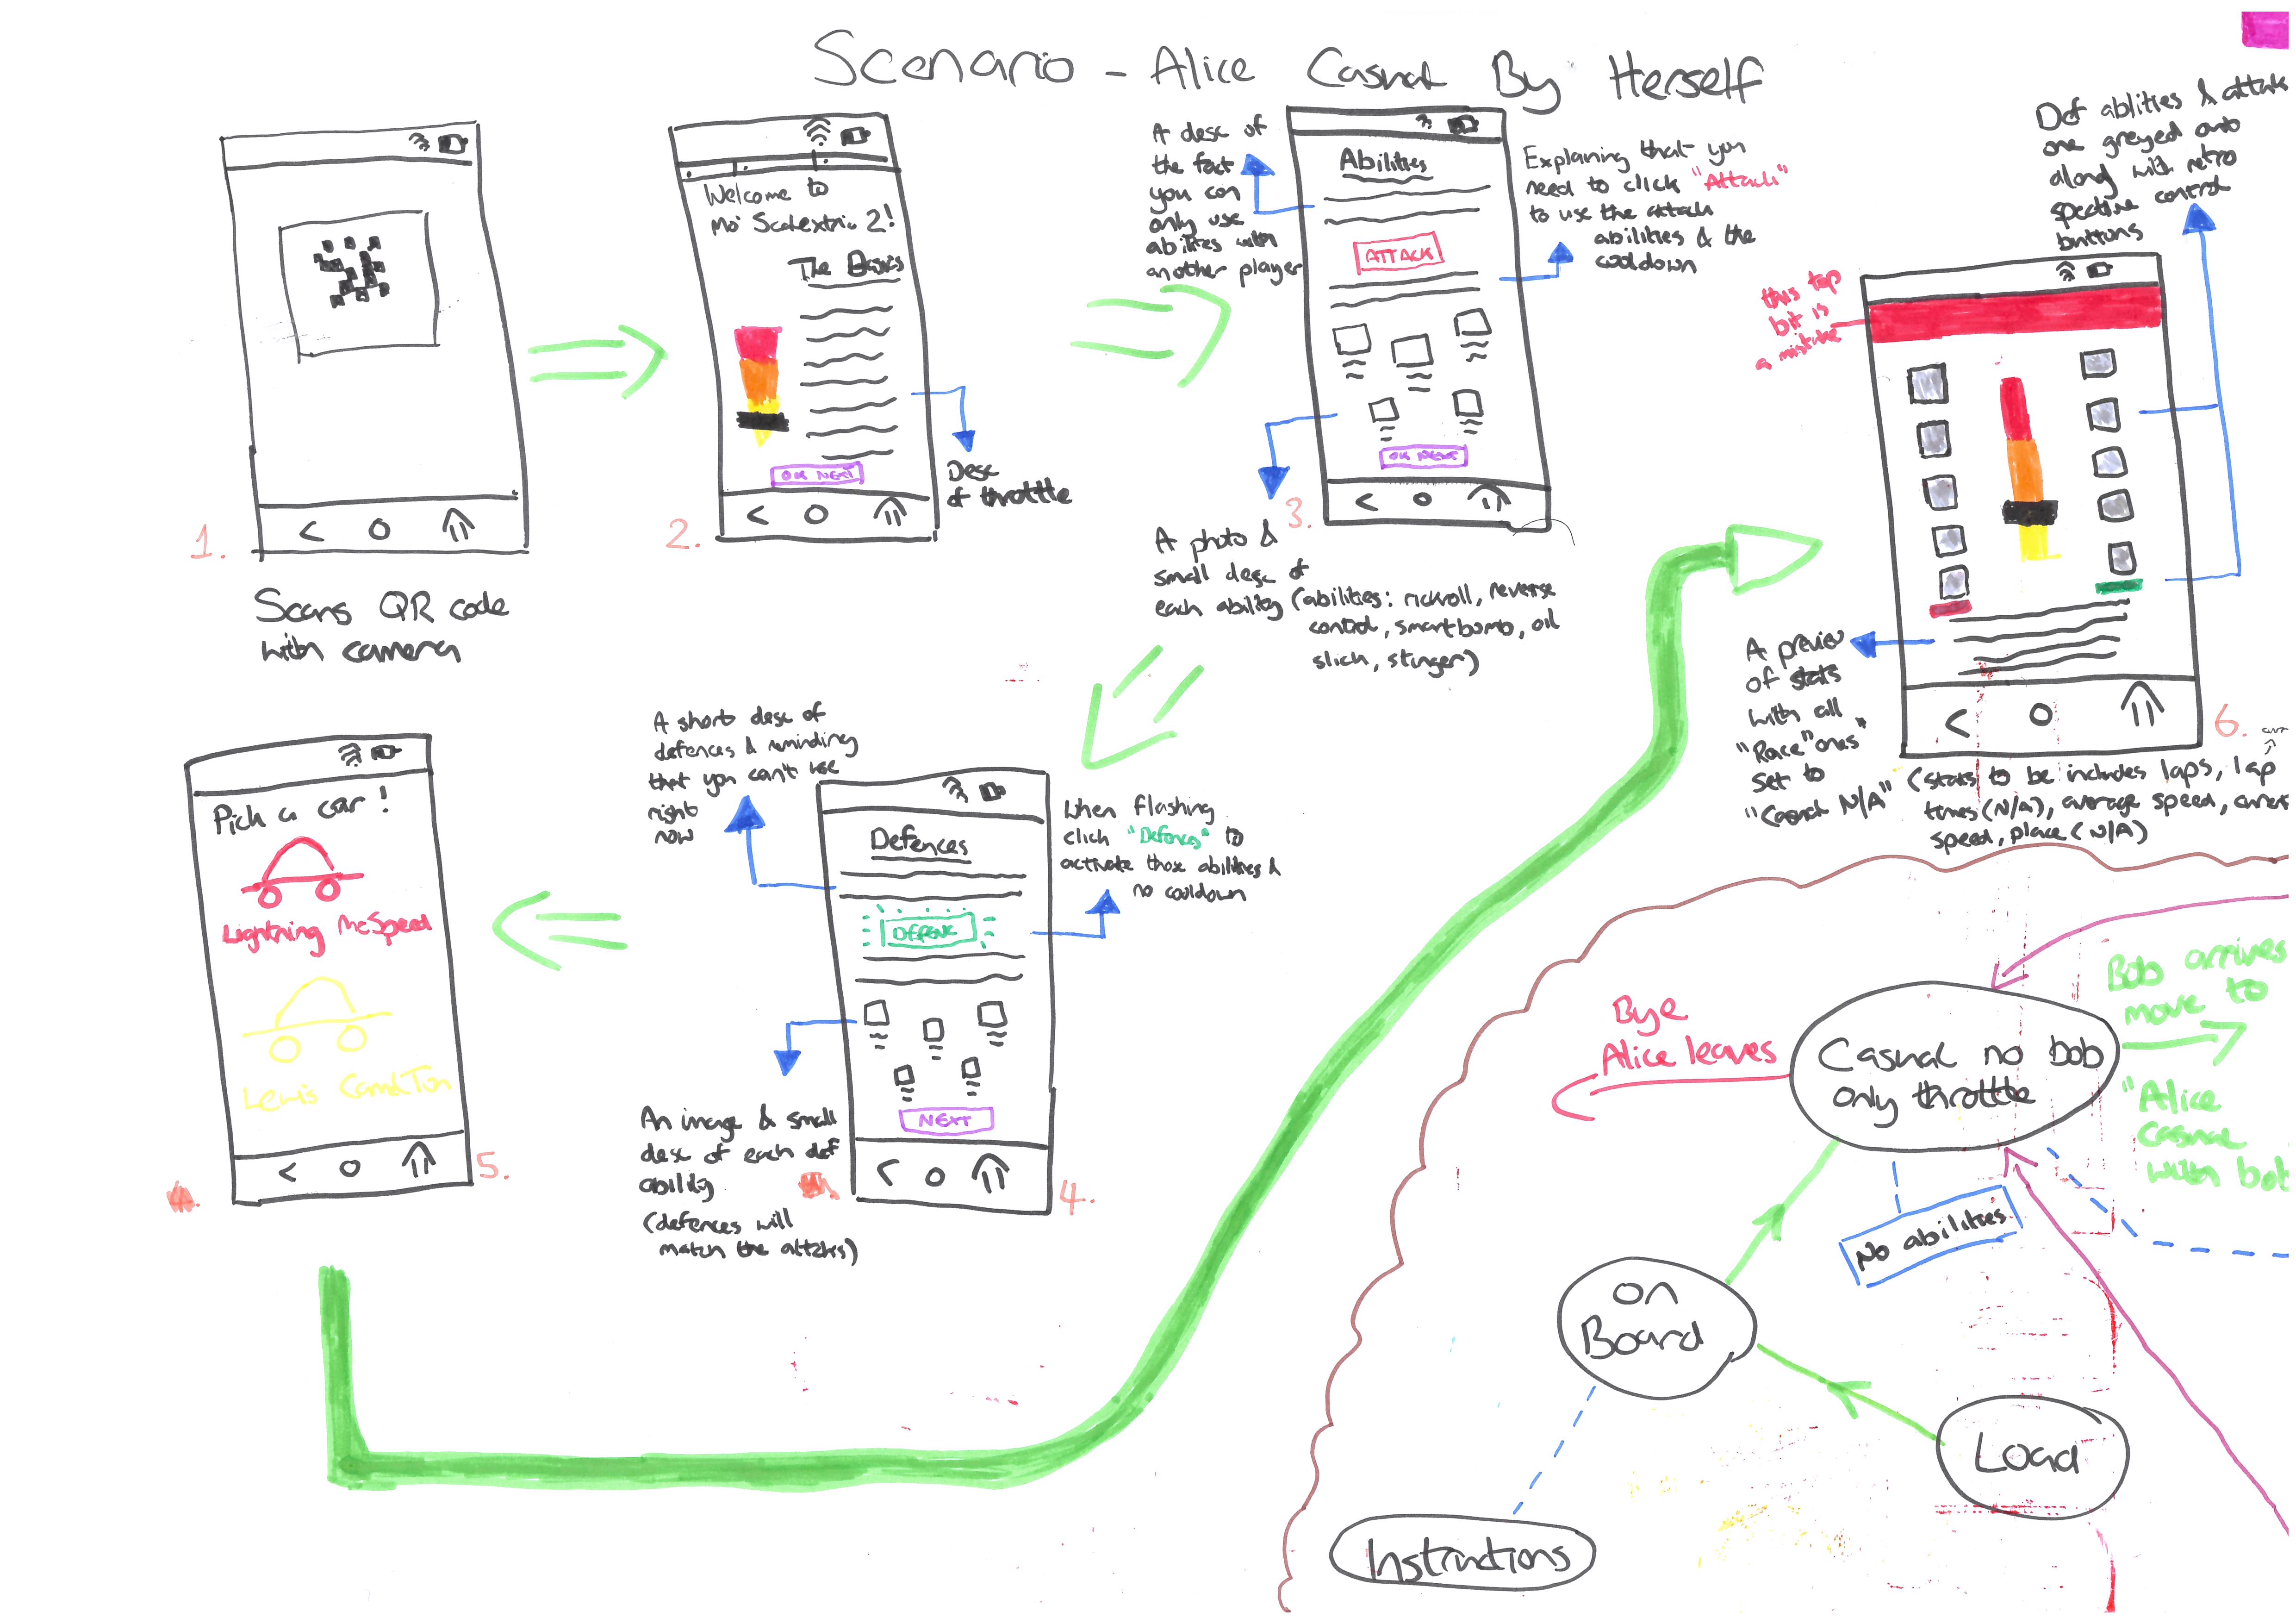 Scenario - Alice Casual By Herself
1.
Scans QR code
with camera
Welcome to
Mo' Scalextric 2!
The Basics
OK NEXT
2.
Desc
of throttle
A desc of
the fact
you can
only use
abilities with
another player
Abilities
ATTACK
OK NEXT
3.
Explaining that you
need to click "Attack"
to use the attack
abilities & the
cooldown
A photo &
small desc of
each ability (abilities: rickroll, reverse
control, smartbomb, oil
slick, stinger)
A short desc of
defences & reminding
that you can't use
right
now
Defences
DEFENC
NEXT
4.
When flashing
click "Defences" to
activate those abilities &
no cooldown
An image & small
desc of each def
ability
(defences will
match the attacks)
Pick a car!
Lightning McSpeed
Lewis CamelTon
5.
Def abilities & attack
one greyed onto
along with retro
spective control
buttons
this top
bit is
a mistake
6.
A preview
of stats
with all
"Race" ones
set to
"Casual N/A" (stats to be includes laps, lap
times (N/A), average speed, current
speed, place (N/A)
Bye
Alice leaves
Casual no bob
only throttle
Bob arrives
move to
"Alice
Casual
with bob
No abilities
On
Board
Load
Instructions